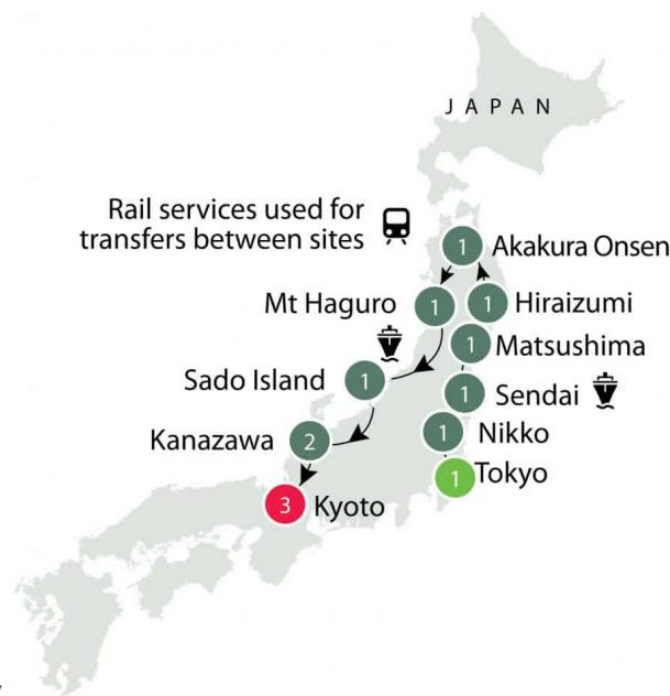 J A P A N
Rail services used for
transfers between sites
1 Akakura Onsen
Mt Haguro 1
1 Hiraizumi
1 Matsushima
Sado Island 1
1 Sendai
Kanazawa 2
1 Nikko
1 Tokyo
3 Kyoto